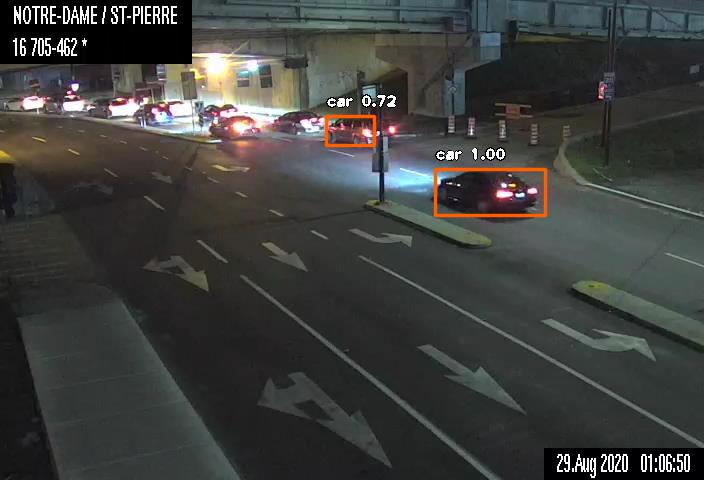 NOTRE-DAME / ST-PIERRE
16 705-462 *
car 0.72
car 1.00
29.Aug 2020 01:06:50